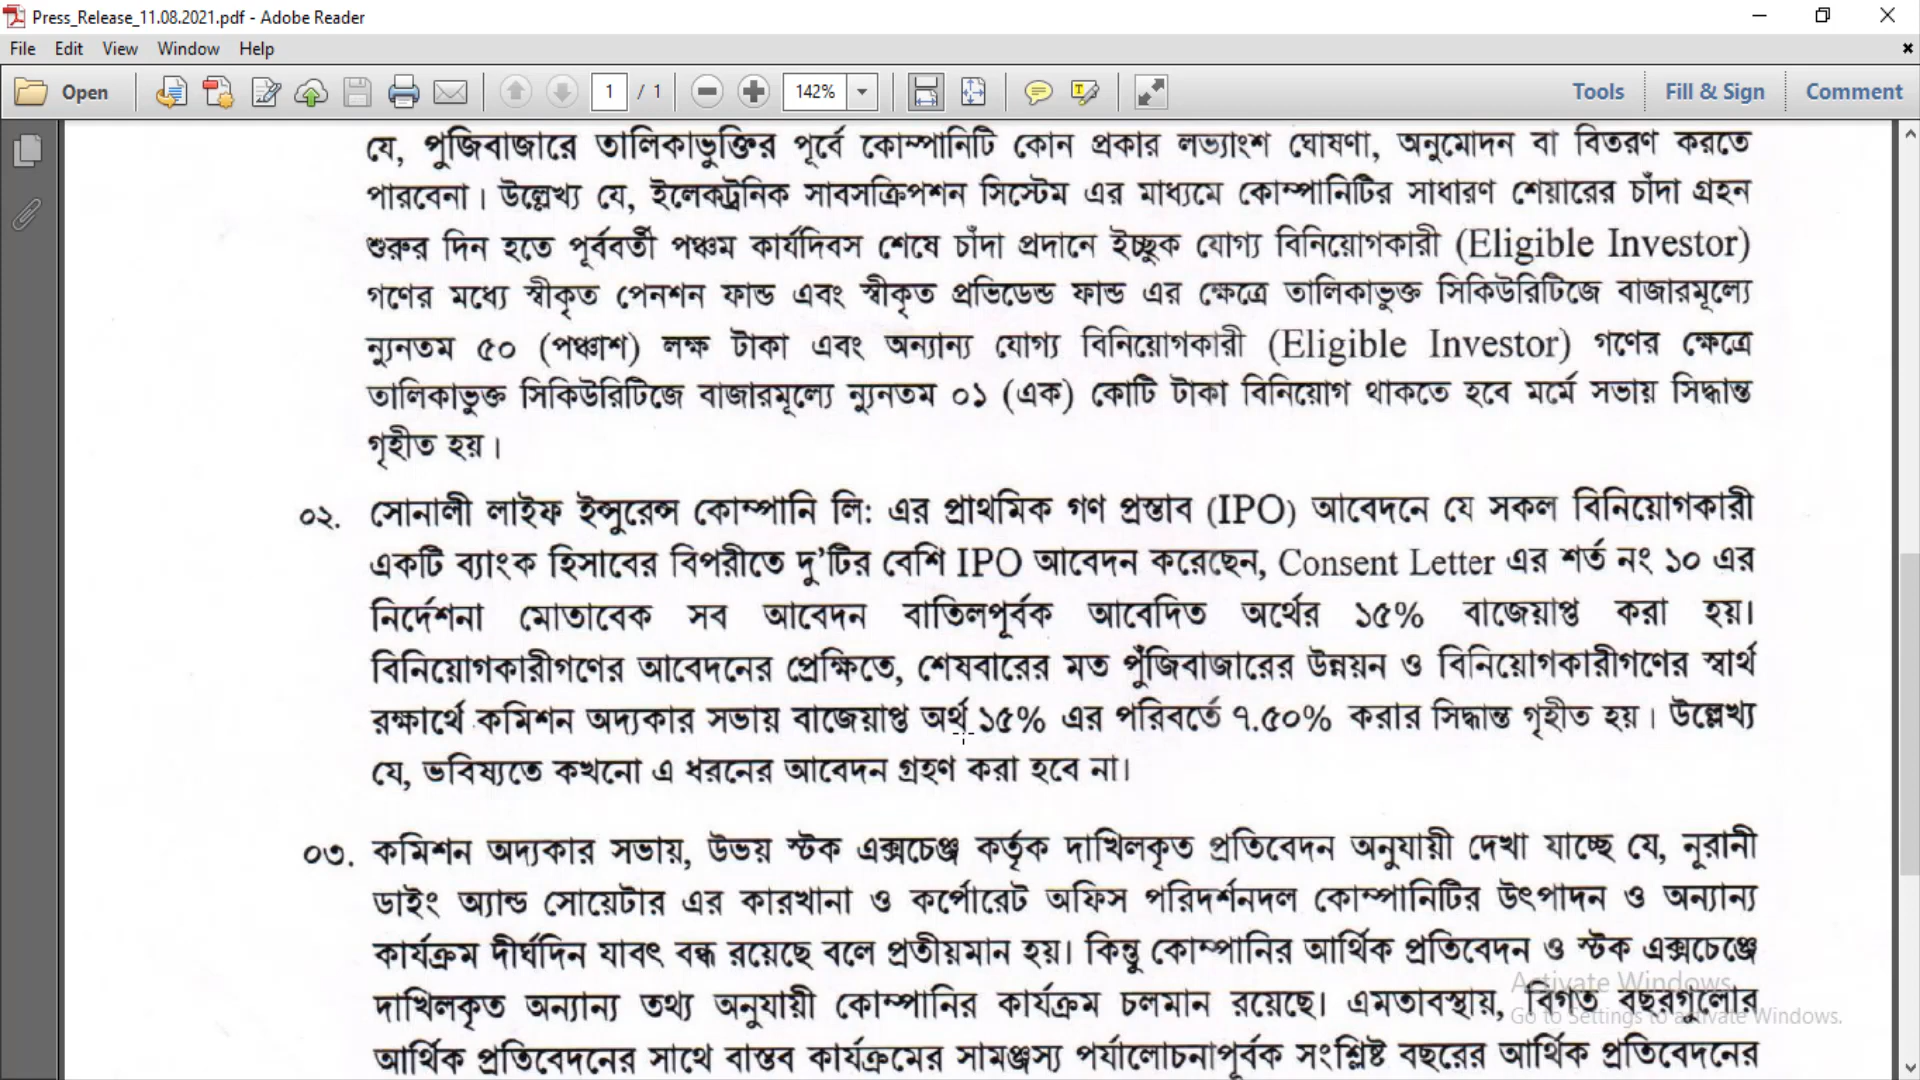 Press_Release_11.08.2021.pdf - Adobe Reader
File Edit View Window Help
Open 1 / 1 142% Tools Fill & Sign Comment
যে, পুজিবাজারে তালিকাভুক্তির পূর্বে কোম্পানিটি কোন প্রকার লভ্যাংশ ঘোষণা, অনুমোদন বা বিতরণ করতে
পারবেনা। উল্লেখ্য যে, ইলেকট্রনিক সাবসক্রিপশন সিস্টেম এর মাধ্যমে কোম্পানিটির সাধারণ শেয়ারের চাঁদা গ্রহন
শুরুর দিন হতে পূর্ববর্তী পঞ্চম কার্যদিবস শেষে চাঁদা প্রদানে ইচ্ছুক যোগ্য বিনিয়োগকারী (Eligible Investor)
গণের মধ্যে স্বীকৃত পেনশন ফান্ড এবং স্বীকৃত প্রভিডেন্ড ফান্ড এর ক্ষেত্রে তালিকাভুক্ত সিকিউরিটিজে বাজারমূল্যে
ন্যুনতম ৫০ (পঞ্চাশ) লক্ষ টাকা এবং অন্যান্য যোগ্য বিনিয়োগকারী (Eligible Investor) গণের ক্ষেত্রে
তালিকাভুক্ত সিকিউরিটিজে বাজারমূল্যে ন্যুনতম ০১ (এক) কোটি টাকা বিনিয়োগ থাকতে হবে মর্মে সভায় সিদ্ধান্ত
গৃহীত হয়।
০২. সোনালী লাইফ ইন্সুরেন্স কোম্পানি লি: এর প্রাথমিক গণ প্রস্তাব (IPO) আবেদনে যে সকল বিনিয়োগকারী
একটি ব্যাংক হিসাবের বিপরীতে দু’টির বেশি IPO আবেদন করেছেন, Consent Letter এর শর্ত নং ১০ এর
নির্দেশনা মোতাবেক সব আবেদন বাতিলপূর্বক আবেদিত অর্থের ১৫% বাজেয়াপ্ত করা হয়।
বিনিয়োগকারীগণের আবেদনের প্রেক্ষিতে, শেষবারের মত পুঁজিবাজারের উন্নয়ন ও বিনিয়োগকারীগণের স্বার্থ
রক্ষার্থে কমিশন অদ্যকার সভায় বাজেয়াপ্ত অর্থ ১৫% এর পরিবর্তে ৭.৫০% করার সিদ্ধান্ত গৃহীত হয়। উল্লেখ্য
যে, ভবিষ্যতে কখনো এ ধরনের আবেদন গ্রহণ করা হবে না।
০৩. কমিশন অদ্যকার সভায়, উভয় স্টক এক্সচেঞ্জ কর্তৃক দাখিলকৃত প্রতিবেদন অনুযায়ী দেখা যাচ্ছে যে, নূরানী
ডাইং অ্যান্ড সোয়েটার এর কারখানা ও কর্পোরেট অফিস পরিদর্শনদল কোম্পানিটির উৎপাদন ও অন্যান্য
কার্যক্রম দীর্ঘদিন যাবৎ বন্ধ রয়েছে বলে প্রতীয়মান হয়। কিন্তু কোম্পানির আর্থিক প্রতিবেদন ও স্টক এক্সচেঞ্জে
দাখিলকৃত অন্যান্য তথ্য অনুযায়ী কোম্পানির কার্যক্রম চলমান রয়েছে। এমতাবস্থায়, বিগত বছরগুলোর
আর্থিক প্রতিবেদনের সাথে বাস্তব কার্যক্রমের সামঞ্জস্য পর্যালোচনাপূর্বক সংশ্লিষ্ট বছরের আর্থিক প্রতিবেদনের
Activate Windows
Go to Settings to activate Windows.